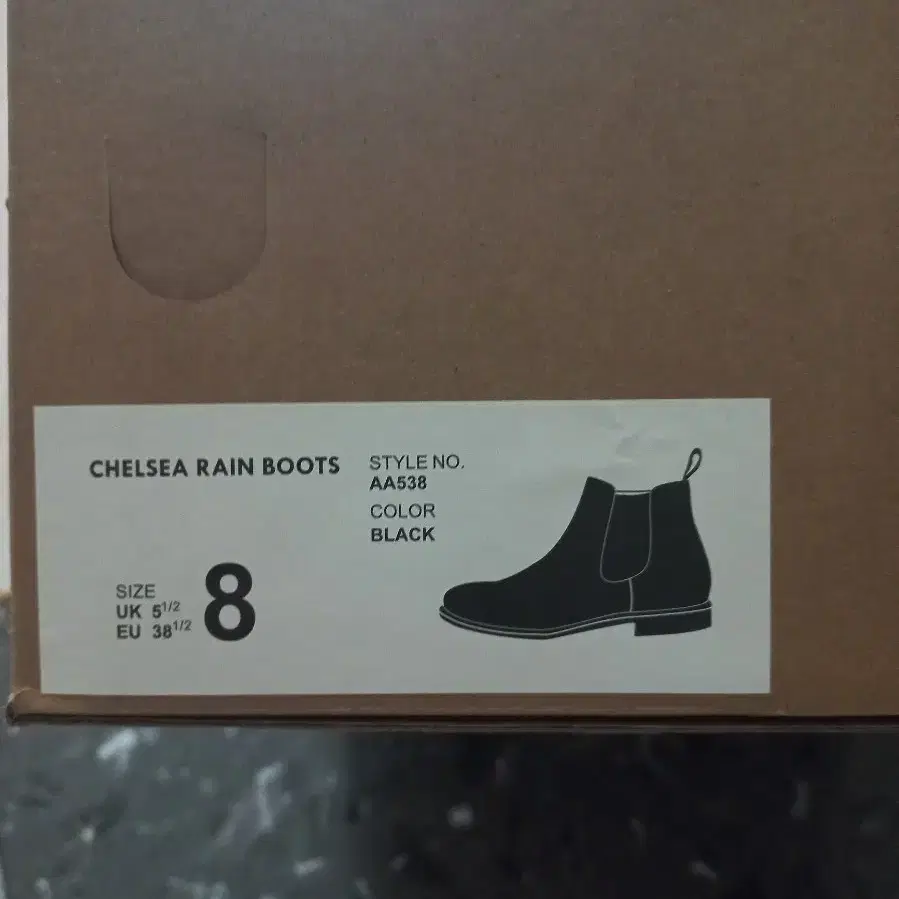 CHELSEA RAIN BOOTS
STYLE NO.
AA538
COLOR
BLACK
SIZE
UK 5 1/2
EU 38 1/2
8